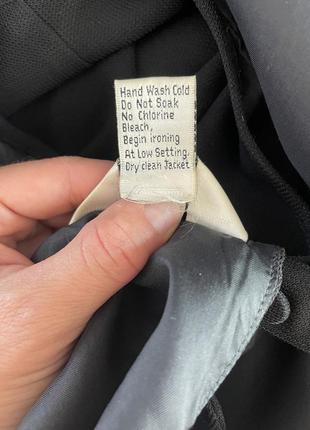 Hand Wash Cold
Do Not Soak
No Chlorine
Bleach,
Begin ironing
At Low Setting.
Dry clean Jacket